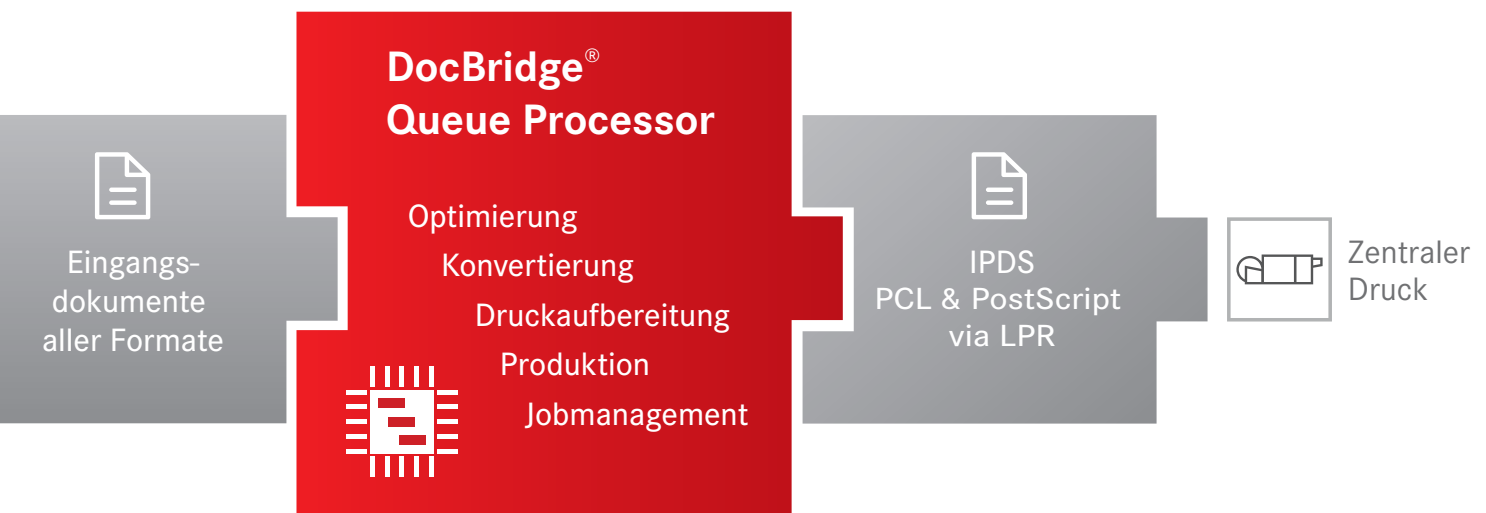 DocBridge®
Queue Processor
Eingangs-
dokumente
aller Formate
Optimierung
Konvertierung
Druckaufbereitung
Produktion
Jobmanagement
IPDS
PCL & PostScript
via LPR
Zentraler
Druck